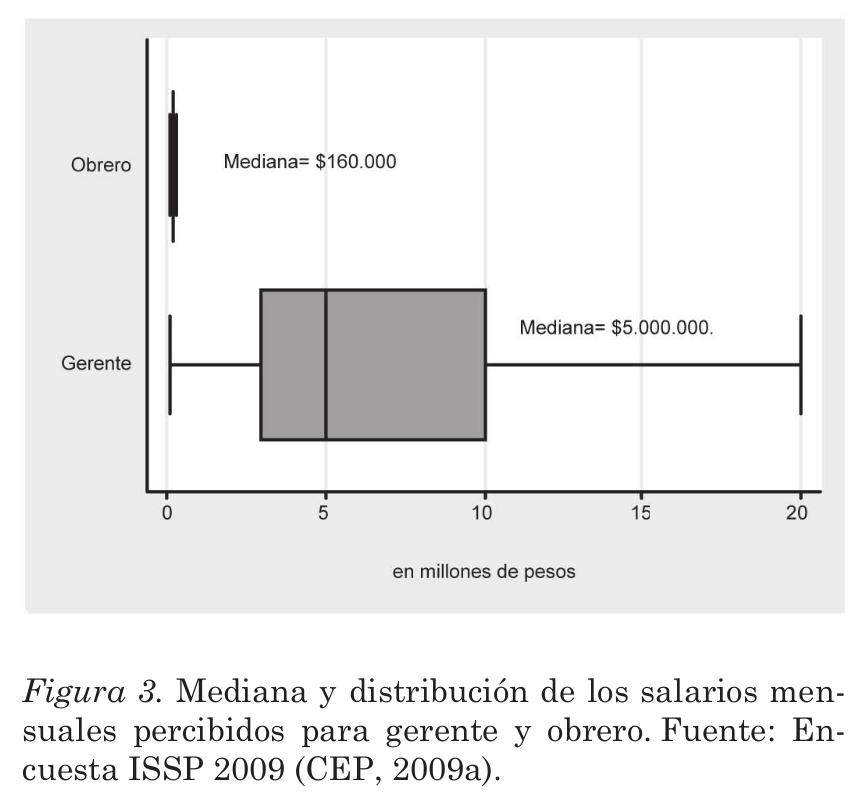 Obrero
Mediana= $160.000
Mediana= $5.000.000.
Gerente
0 5 10 15 20
en millones de pesos
Figura 3. Mediana y distribución de los salarios men-
suales percibidos para gerente y obrero. Fuente: En-
cuesta ISSP 2009 (CEP, 2009a).